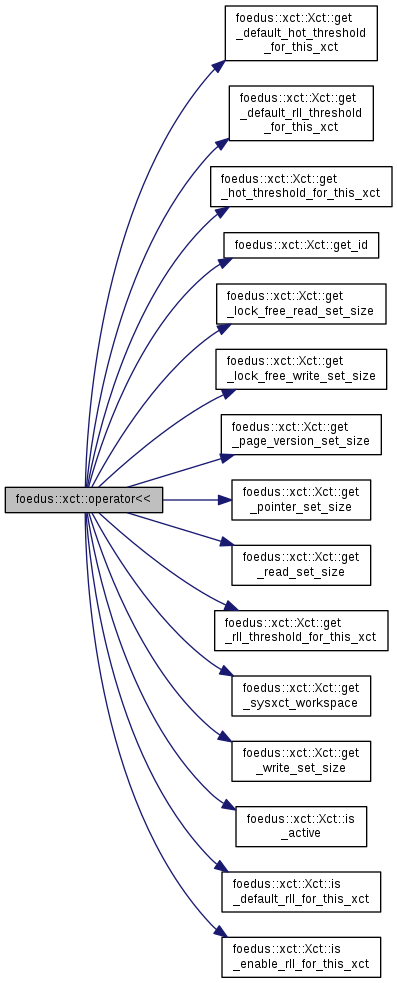 foedus::xct::Xct::get
_default_hot_threshold
_for_this_xct
foedus::xct::Xct::get
_default_rll_threshold
_for_this_xct
foedus::xct::Xct::get
_hot_threshold_for_this_xct
foedus::xct::Xct::get_id
foedus::xct::Xct::get
_lock_free_read_set_size
foedus::xct::Xct::get
_lock_free_write_set_size
foedus::xct::Xct::get
_page_version_set_size
foedus::xct::operator<<
foedus::xct::Xct::get
_pointer_set_size
foedus::xct::Xct::get
_read_set_size
foedus::xct::Xct::get
_rll_threshold_for_this_xct
foedus::xct::Xct::get
_sysxct_workspace
foedus::xct::Xct::get
_write_set_size
foedus::xct::Xct::is
_active
foedus::xct::Xct::is
_default_rll_for_this_xct
foedus::xct::Xct::is
_enable_rll_for_this_xct